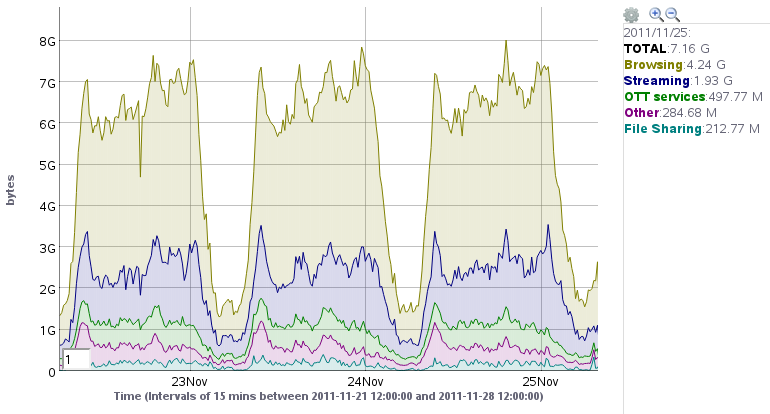 8G
7G
6G
5G
4G
3G
2G
1G
0
bytes
1
23Nov
24Nov
25Nov
Time (Intervals of 15 mins between 2011-11-21 12:00:00 and 2011-11-28 12:00:00)
2011/11/25:
TOTAL:7.16 G
Browsing:4.24 G
Streaming:1.93 G
OTT services:497.77 M
Other:284.68 M
File Sharing:212.77 M